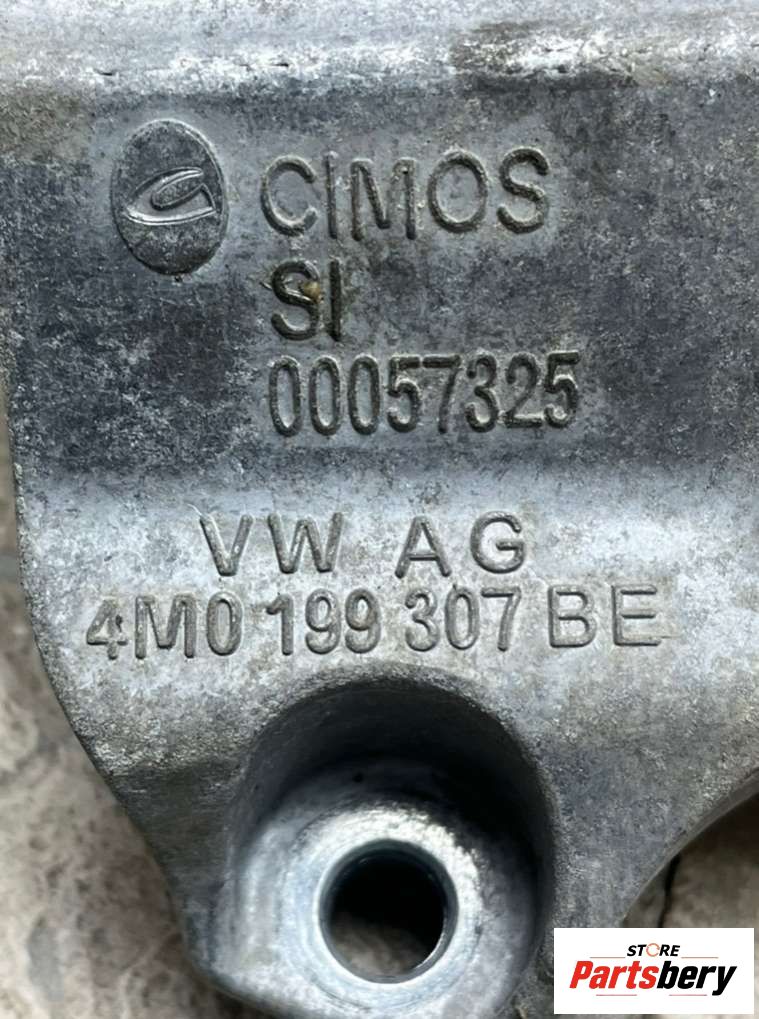 CIMOS
SI
00057325
VW AG
4M0 199 307 BE
STORE
Partsbery